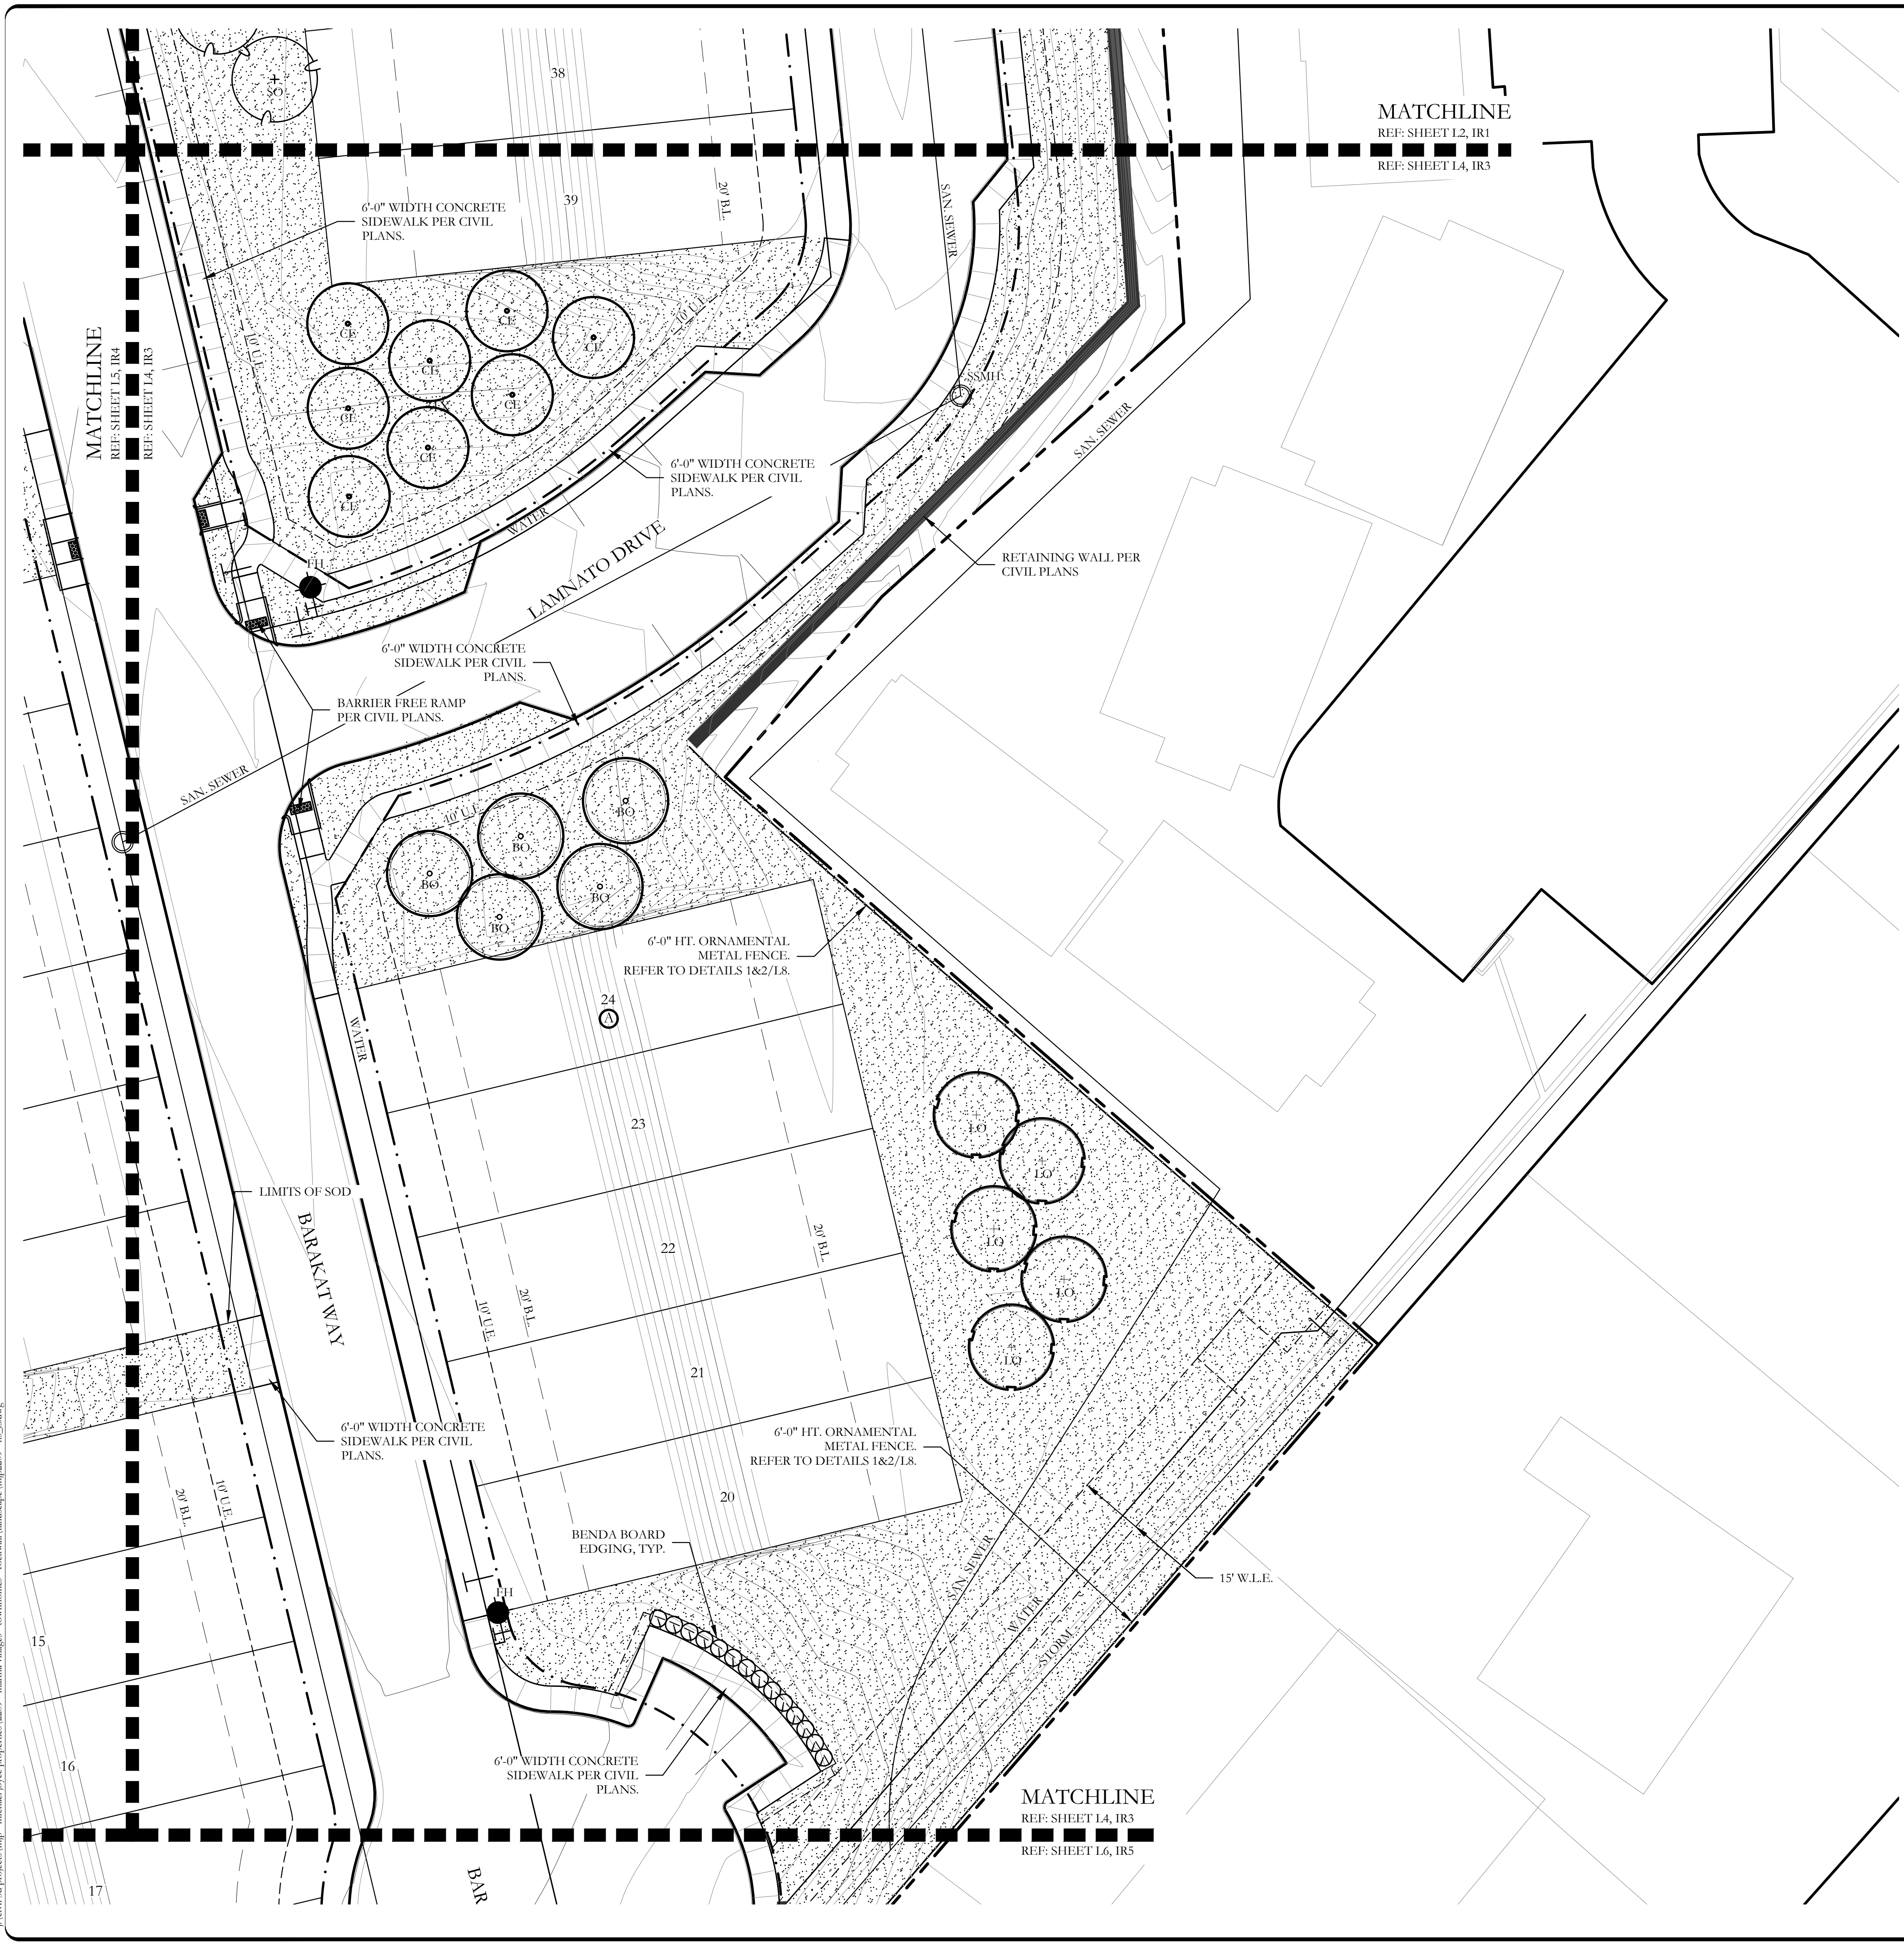 38
SO
MATCHLINE
REF: SHEET L2, IR1
REF: SHEET L4, IR3
6'-0" WIDTH CONCRETE
SIDEWALK PER CIVIL
PLANS.
39
20' B.L.
SAN. SEWER
MATCHLINE
REF: SHEET L5, IR4
REF: SHEET L4, IR3
10' U.E.
10' U.E.
CE
CE
CE
CE
CE
CE
CE
CE
SSMH
SAN. SEWER
6'-0" WIDTH CONCRETE
SIDEWALK PER CIVIL
PLANS.
WATER
LAMNATO DRIVE
FH
RETAINING WALL PER
CIVIL PLANS
6'-0" WIDTH CONCRETE
SIDEWALK PER CIVIL
PLANS.
BARRIER FREE RAMP
PER CIVIL PLANS.
SAN. SEWER
10' U.E.
BO
BO
BO
BO
BO
6'-0" HT. ORNAMENTAL
METAL FENCE.
REFER TO DETAILS 1&2/L8.
24
A
WATER
23
LO
LO
LO
LO
LO
LIMITS OF SOD
BARAKAT WAY
22
20' B.L.
10' U.E.
20' B.L.
21
6'-0" WIDTH CONCRETE
SIDEWALK PER CIVIL
PLANS.
6'-0" HT. ORNAMENTAL
METAL FENCE.
REFER TO DETAILS 1&2/L8.
20' B.L.
10' U.E.
20
BENDA BOARD
EDGING, TYP.
SAN. SEWER
15' W.L.E.
FH
WATER
STORM
15
16
6'-0" WIDTH CONCRETE
SIDEWALK PER CIVIL
PLANS.
MATCHLINE
REF: SHEET L4, IR3
REF: SHEET L6, IR5
17
BAR